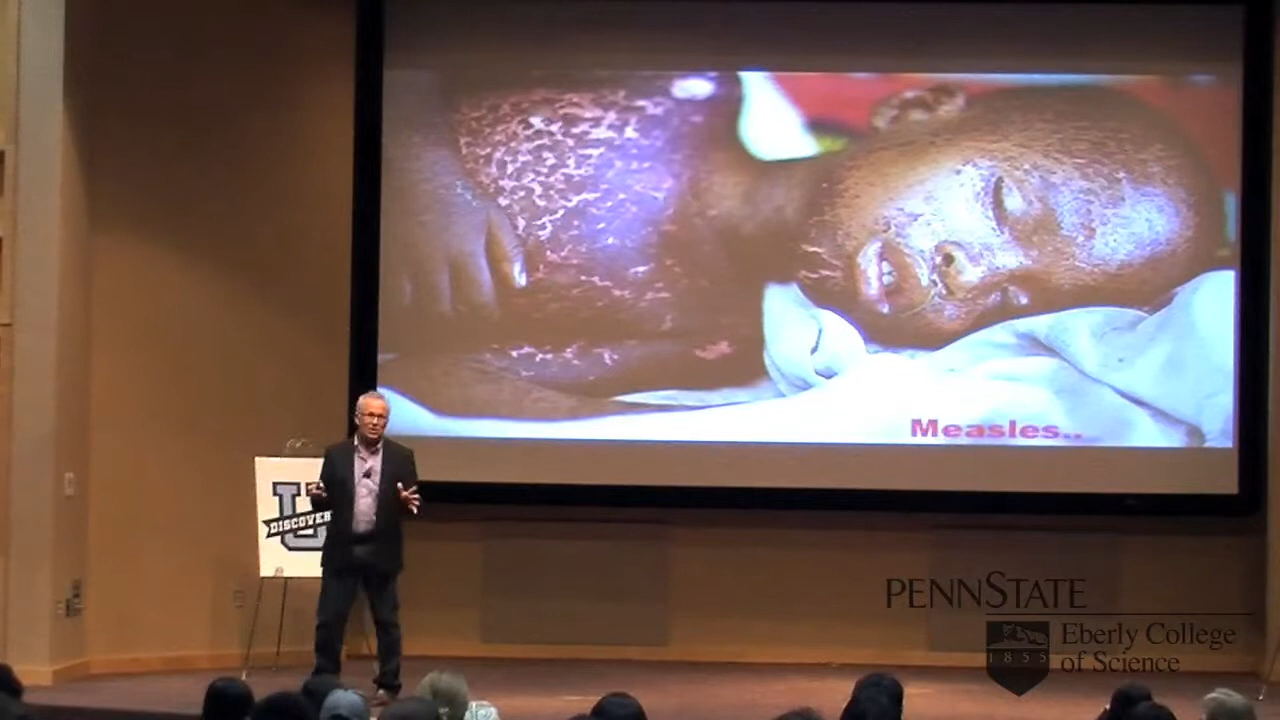 Measles..
U
DISCOVER
PENNSTATE
1855
Eberly College
of Science